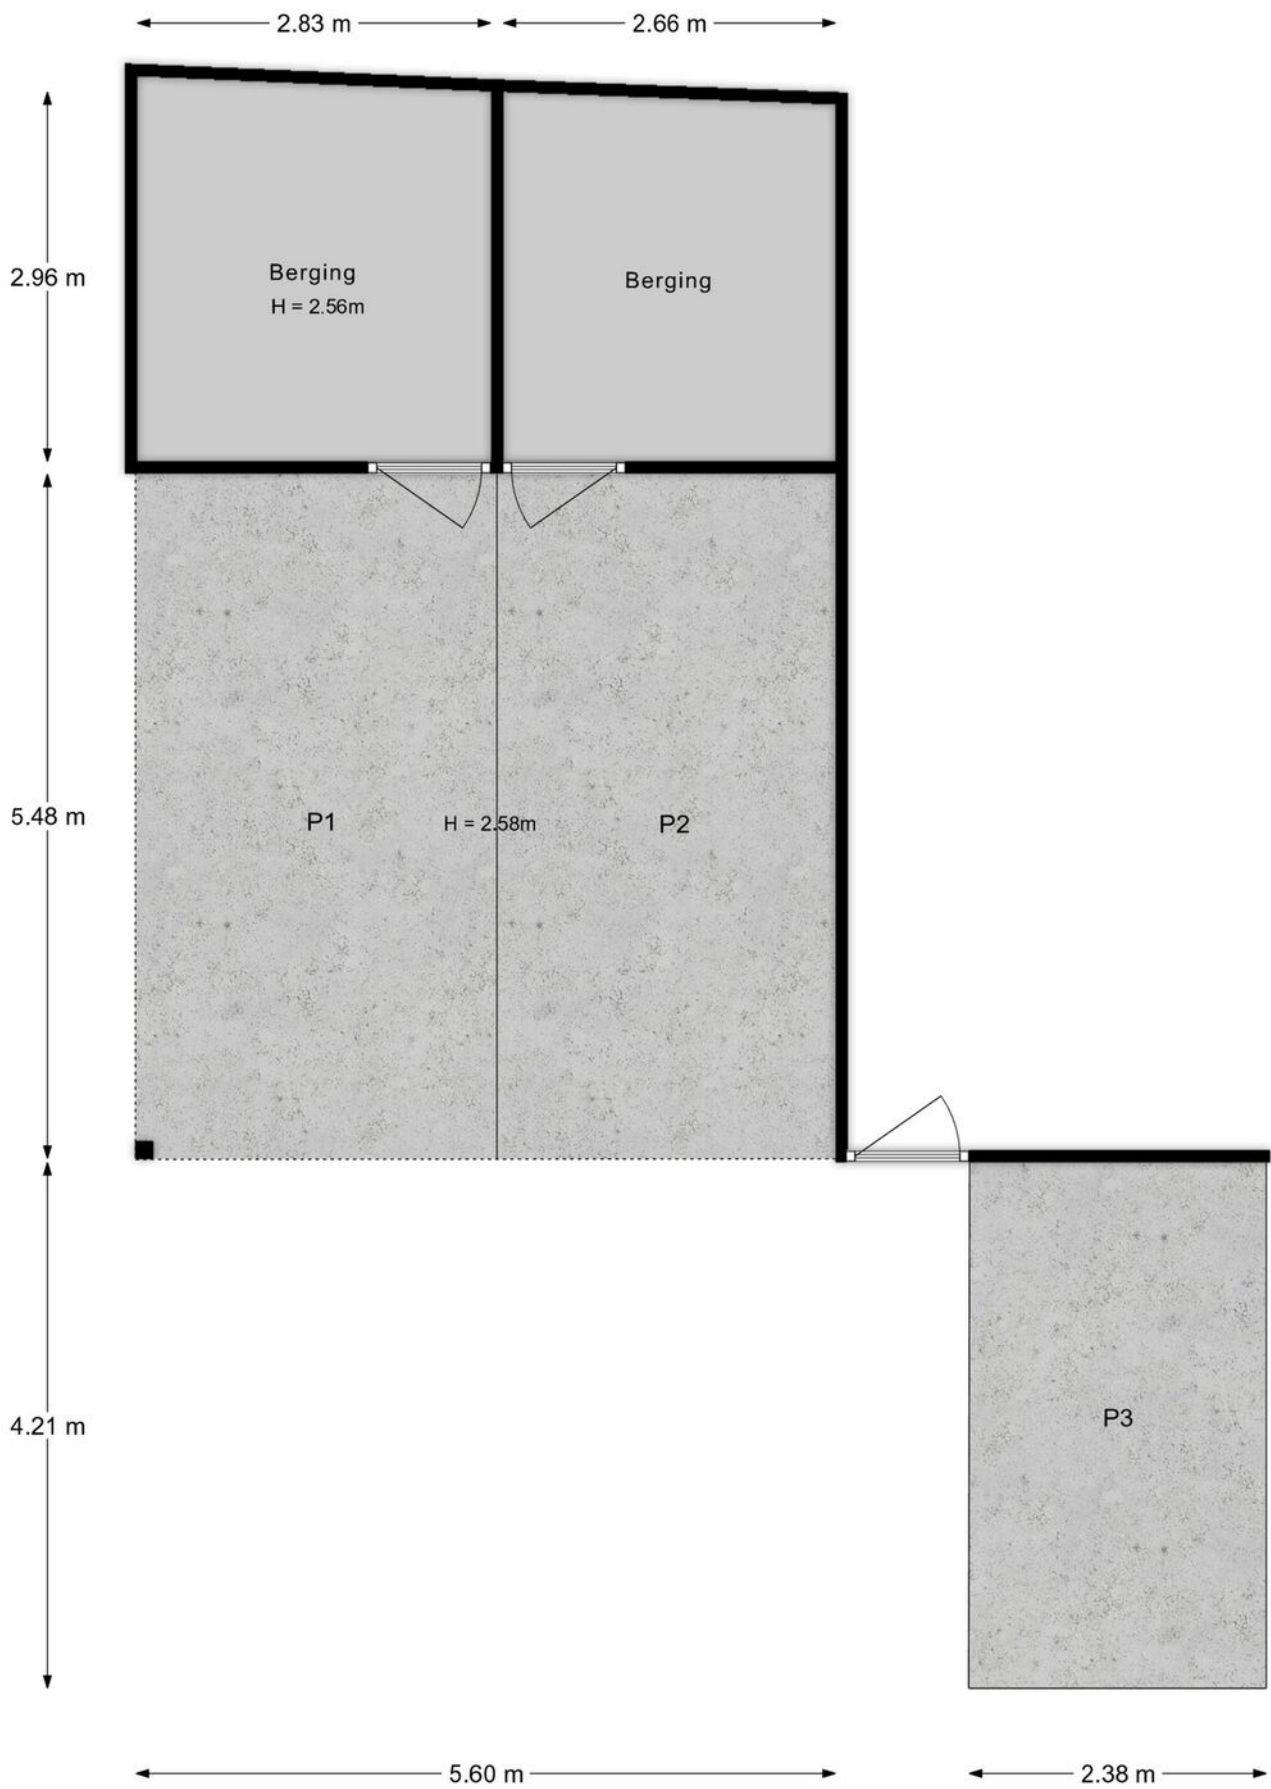 2.83 m
2.66 m
2.96 m
Berging
H = 2.56m
Berging
5.48 m
P1
H = 2.58m
P2
4.21 m
P3
5.60 m
2.38 m